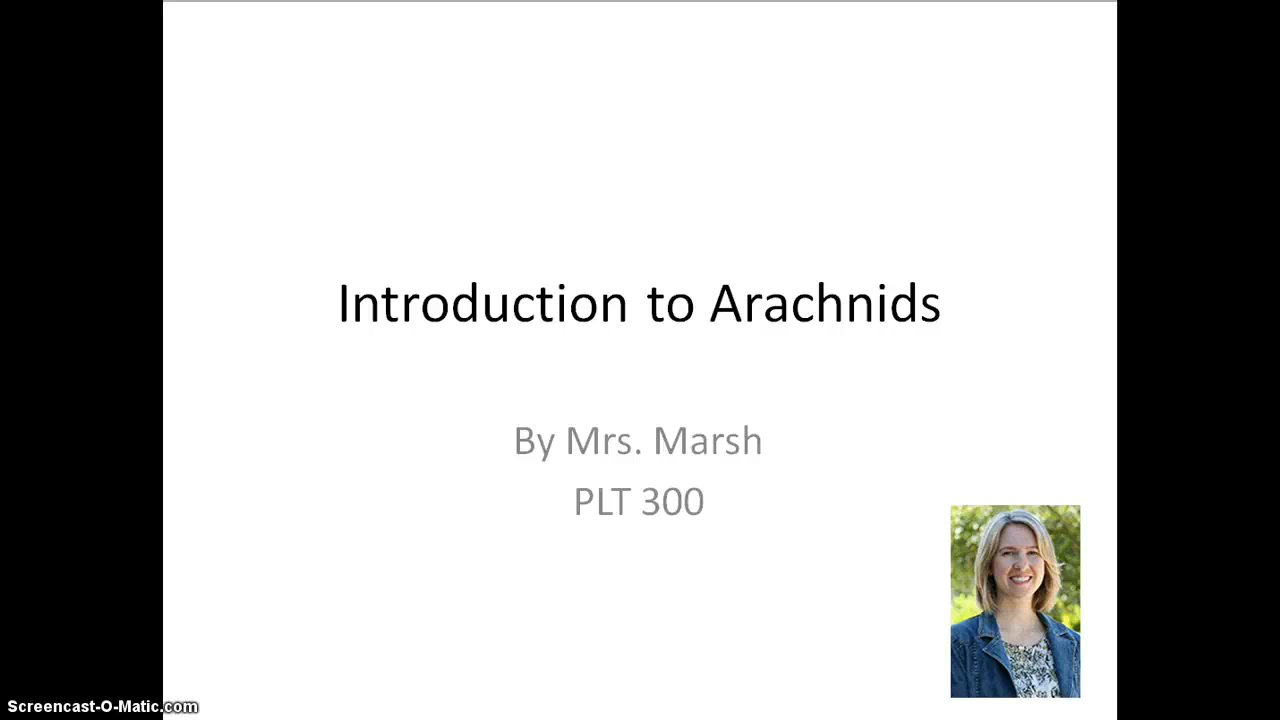 Introduction to Arachnids
By Mrs. Marsh
PLT 300
Screencast-O-Matic.com